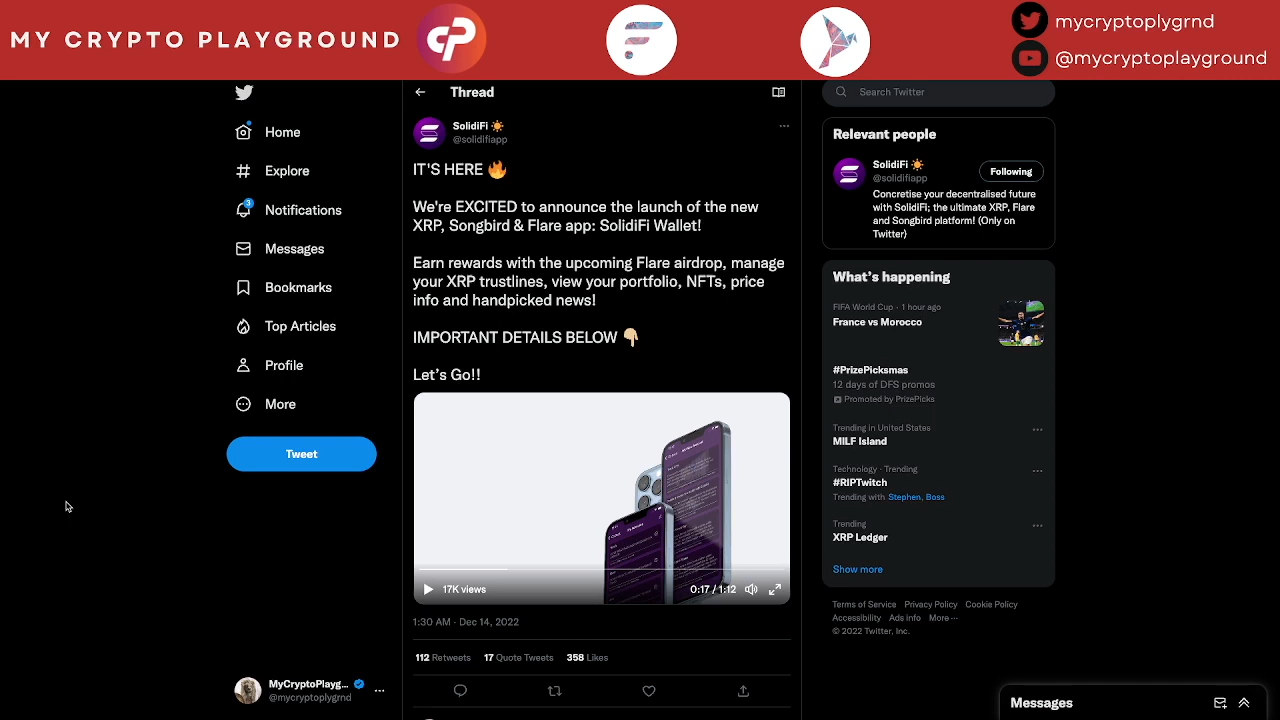 MY CRYPTO PLAYGROUND
mycryptoplygrnd
@mycryptoplayground
Home
Explore
3
Notifications
Messages
Bookmarks
Top Articles
Profile
More
Tweet
MyCryptoPlayg...
@mycryptoplygrnd
Thread
SolidiFi
@solidifiapp
IT'S HERE 🔥
We're EXCITED to announce the launch of the new
XRP, Songbird & Flare app: SolidiFi Wallet!
Earn rewards with the upcoming Flare airdrop, manage
your XRP trustlines, view your portfolio, NFTs, price
info and handpicked news!
IMPORTANT DETAILS BELOW 👇🏼
Let's Go!!
17K views
0:17 / 1:12
1:30 AM · Dec 14, 2022
112 Retweets 17 Quote Tweets 358 Likes
Search Twitter
Relevant people
SolidiFi
@solidifiapp
Following
Concretise your decentralised future
with SolidiFi; the ultimate XRP, Flare
and Songbird platform! (Only on
Twitter)
What's happening
FIFA World Cup · 1 hour ago
France vs Morocco
#PrizePicksmas
12 days of DFS promos
Promoted by PrizePicks
Trending in United States
MILF Island
Technology · Trending
#RIPTwitch
Trending with Stephen, Boss
Trending
XRP Ledger
Show more
Terms of Service Privacy Policy Cookie Policy
Accessibility Ads info More ···
© 2022 Twitter, Inc.
Messages